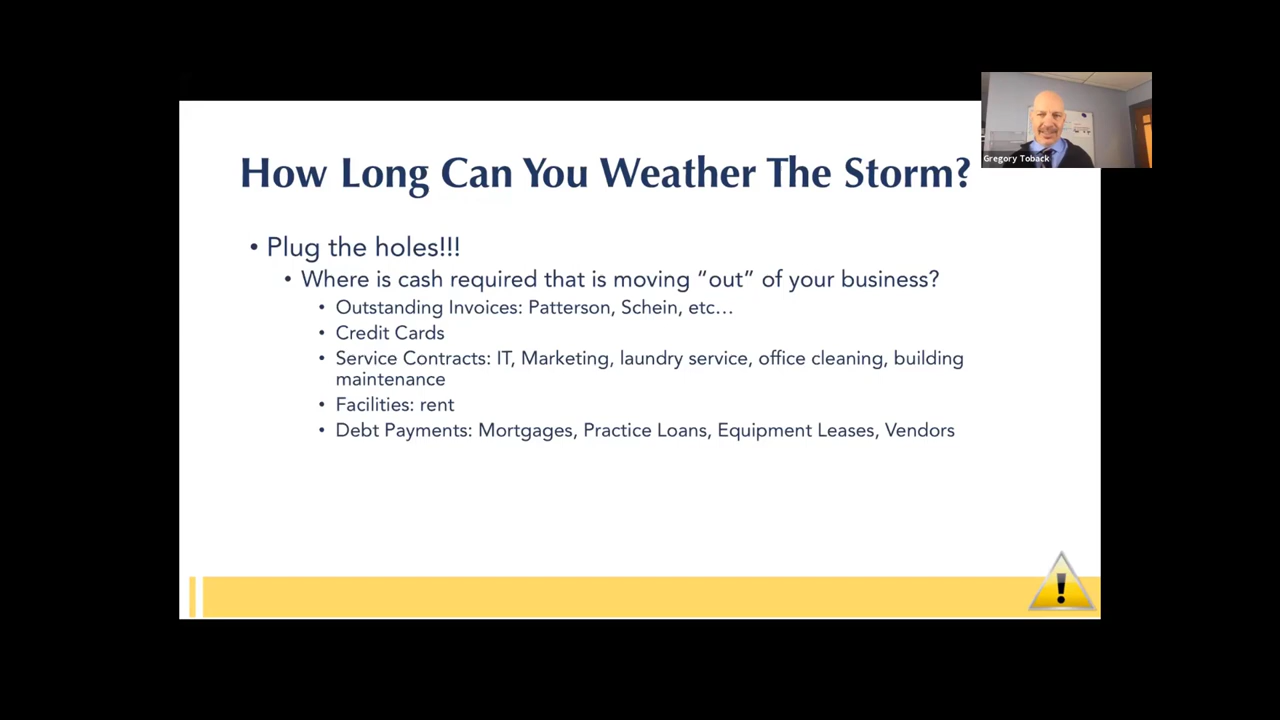 How Long Can You Weather The Storm?
Gregory Toback
• Plug the holes!!!
• Where is cash required that is moving “out” of your business?
• Outstanding Invoices: Patterson, Schein, etc…
• Credit Cards
• Service Contracts: IT, Marketing, laundry service, office cleaning, building
maintenance
• Facilities: rent
• Debt Payments: Mortgages, Practice Loans, Equipment Leases, Vendors